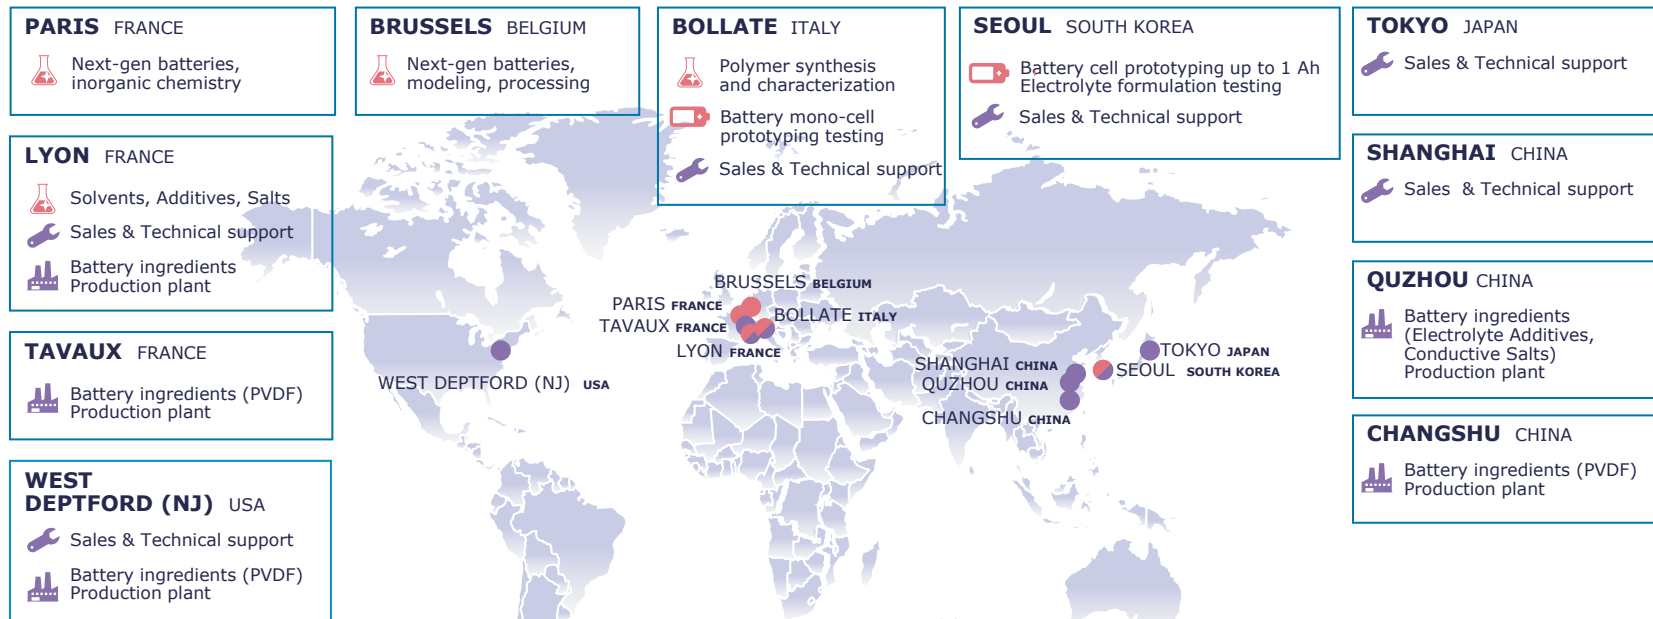 PARIS FRANCE
Next-gen batteries,
inorganic chemistry
BRUSSELS BELGIUM
Next-gen batteries,
modeling, processing
BOLLATE ITALY
Polymer synthesis
and characterization
Battery mono-cell
prototyping testing
Sales & Technical support
SEOUL SOUTH KOREA
Battery cell prototyping up to 1 Ah
Electrolyte formulation testing
Sales & Technical support
TOKYO JAPAN
Sales & Technical support
LYON FRANCE
Solvents, Additives, Salts
Sales & Technical support
Battery ingredients
Production plant
SHANGHAI CHINA
Sales & Technical support
TAVAUX FRANCE
Battery ingredients (PVDF)
Production plant
QUZHOU CHINA
Battery ingredients
(Electrolyte Additives,
Conductive Salts)
Production plant
WEST
DEPTFORD (NJ) USA
Sales & Technical support
Battery ingredients (PVDF)
Production plant
CHANGSHU CHINA
Battery ingredients (PVDF)
Production plant
BRUSSELS BELGIUM
PARIS FRANCE
BOLLATE ITALY
TAVAUX FRANCE
LYON FRANCE
WEST DEPTFORD (NJ) USA
TOKYO JAPAN
SHANGHAI CHINA
SEOUL SOUTH KOREA
QUZHOU CHINA
CHANGSHU CHINA